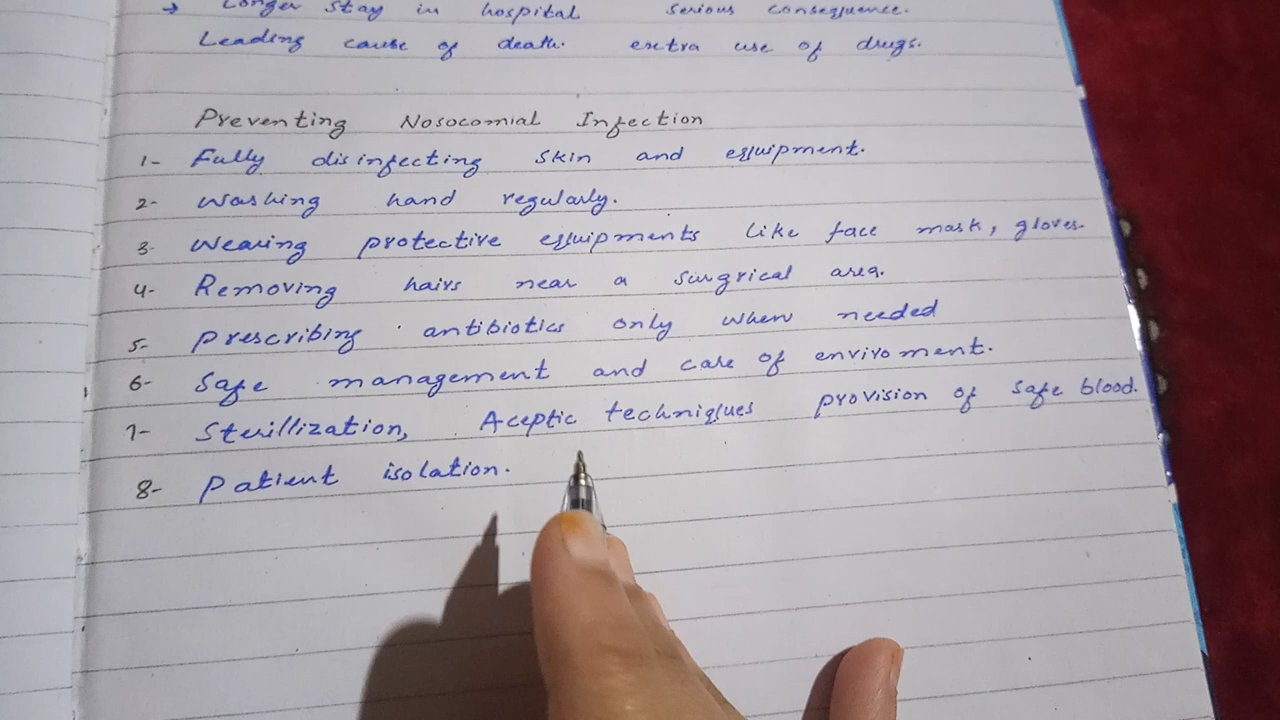 → Longer stay in hospital serious consequence.
Leading cause of death. extra use of drugs.
Preventing Nosocomial Infection
1- Fully disinfecting skin and equipment.
2- Washing hand regularly.
3- Wearing protective equipments like face mask, gloves.
4- Removing hairs near a surgrical area.
5- Prescribing antibiotics only when needed
6- Safe management and care of enviroment.
7- Sterillization, Aceptic techniques provision of safe blood.
8- Patient isolation.